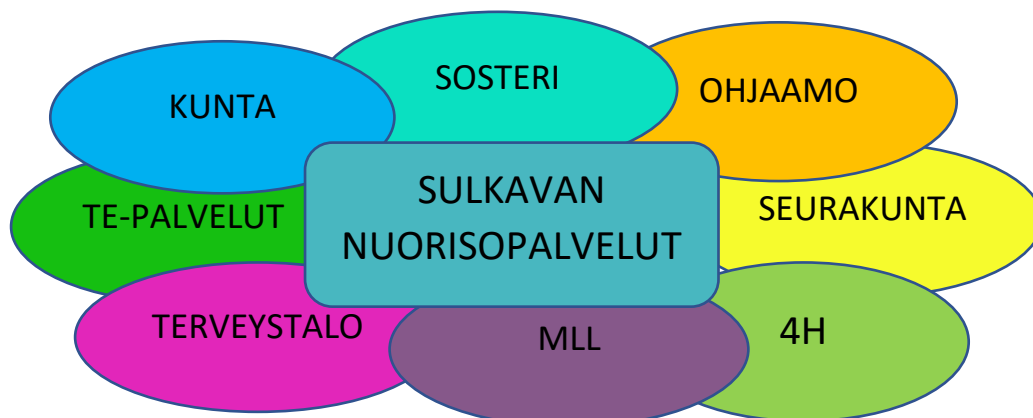 KUNTA
SOSTERI
OHJAAMO
TE-PALVELUT
SULKAVAN
NUORISOPALVELUT
SEURAKUNTA
TERVEYSTALO
MLL
4H